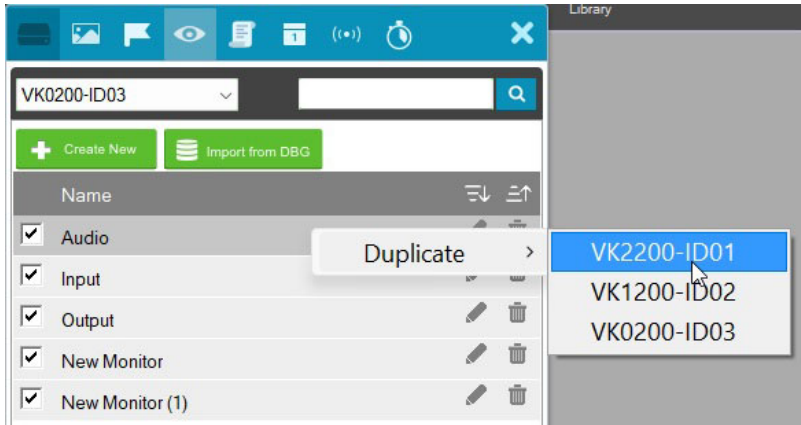 Library
1
VK0200-ID03
Create New Import from DBG
Name
Audio
Duplicate
VK2200-ID01
VK1200-ID02
VK0200-ID03
Input
Output
New Monitor
New Monitor (1)